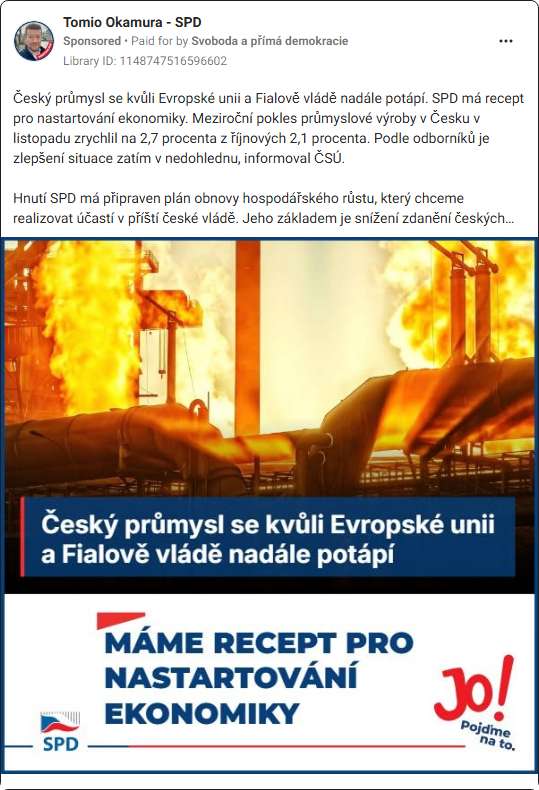 Tomio Okamura - SPD
Sponsored • Paid for by Svoboda a přímá demokracie
Library ID: 1148747516596602
Český průmysl se kvůli Evropské unii a Fialově vládě nadále potápí. SPD má recept
pro nastartování ekonomiky. Meziroční pokles průmyslové výroby v Česku v
listopadu zrychlil na 2,7 procenta z říjnových 2,1 procenta. Podle odborníků je
zlepšení situace zatím v nedohlednu, informoval ČSÚ.
Hnutí SPD má připraven plán obnovy hospodářského růstu, který chceme
realizovat účastí v příští české vládě. Jeho základem je snížení zdanění českých...
Český průmysl se kvůli Evropské unii
a Fialově vládě nadále potápí
MÁME RECEPT PRO
NASTARTOVÁNÍ
EKONOMIKY
SPD
Jo!
Pojďme
na to.